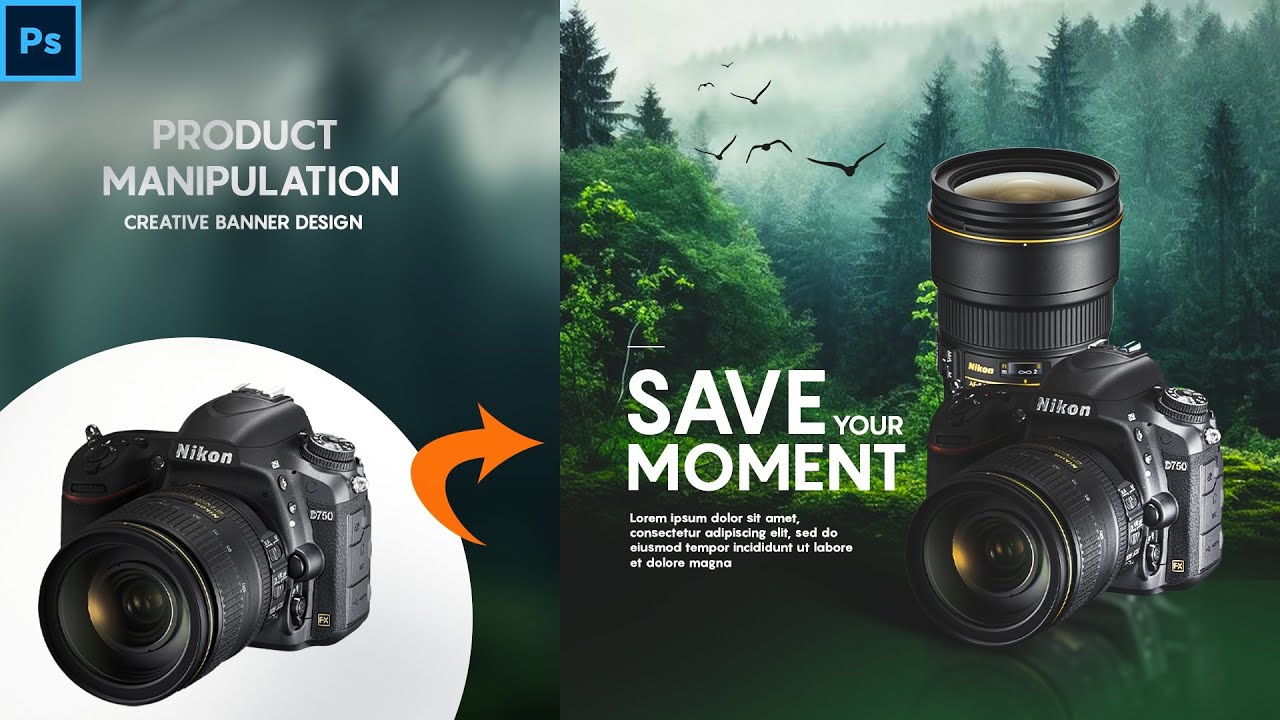 Ps
PRODUCT
MANIPULATION
CREATIVE BANNER DESIGN
Nikon
D750
FX
SAVE YOUR
MOMENT
Lorem ipsum dolor sit amet,
consectetur adipiscing elit, sed do
eiusmod tempor incididunt ut labore
et dolore magna
Nikon
Nikon
D750
FX